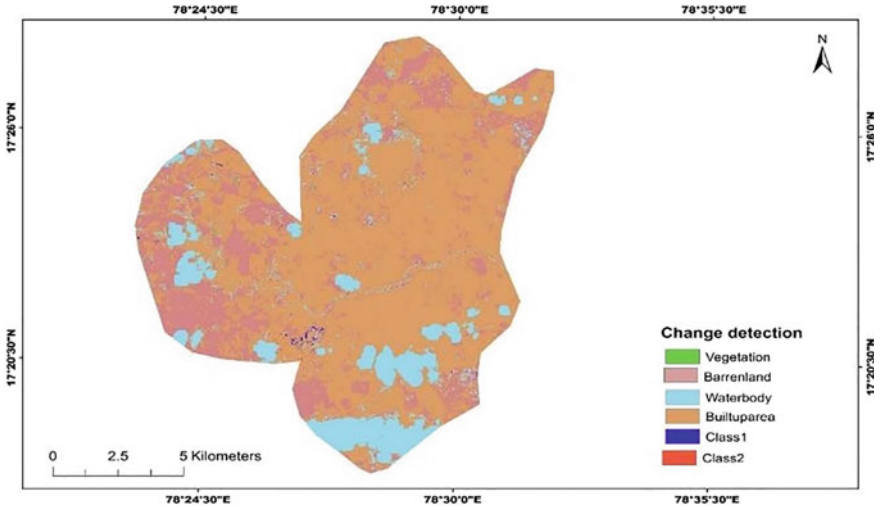 78°24'30"E 78°30'0"E 78°35'30"E
N
17°26'0"N 17°26'0"N
17°20'30"N 17°20'30"N
Change detection
Vegetation
Barrenland
Waterbody
Builtuparea
Class1
Class2
0 2.5 5 Kilometers
78°24'30"E 78°30'0"E 78°35'30"E